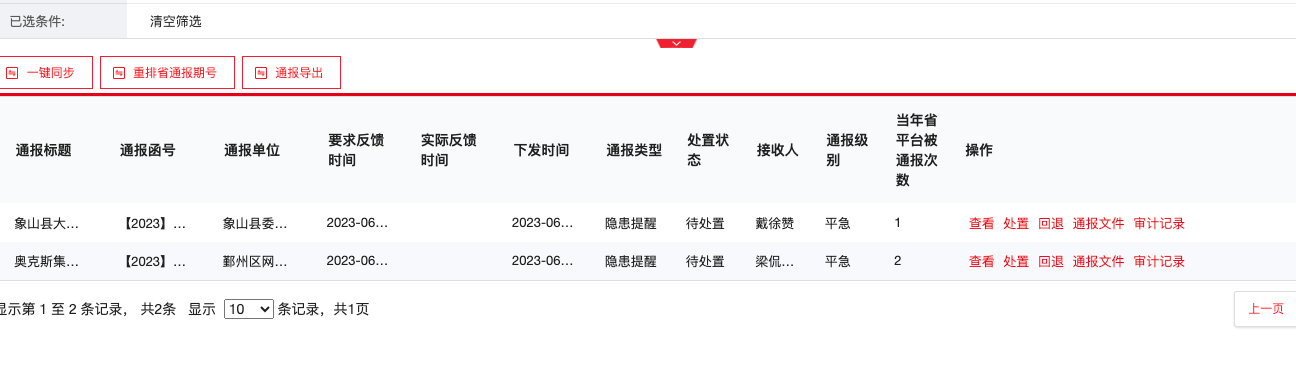 已选条件: 清空筛选
一键同步 重排省通报期号 通报导出
通报标题 通报函号 通报单位 要求反馈时间 实际反馈时间 下发时间 通报类型 处置状态 接收人 通报级别 当年省平台被通报次数 操作
象山县大... 【2023】... 象山县委... 2023-06... 2023-06... 隐患提醒 待处置 戴徐赞 平急 1 查看 处置 回退 通报文件 审计记录
奥克斯集... 【2023】... 鄞州区网... 2023-06... 2023-06... 隐患提醒 待处置 梁侃... 平急 2 查看 处置 回退 通报文件 审计记录
显示第 1 至 2 条记录， 共2条 显示 10 条记录，共1页
上一页